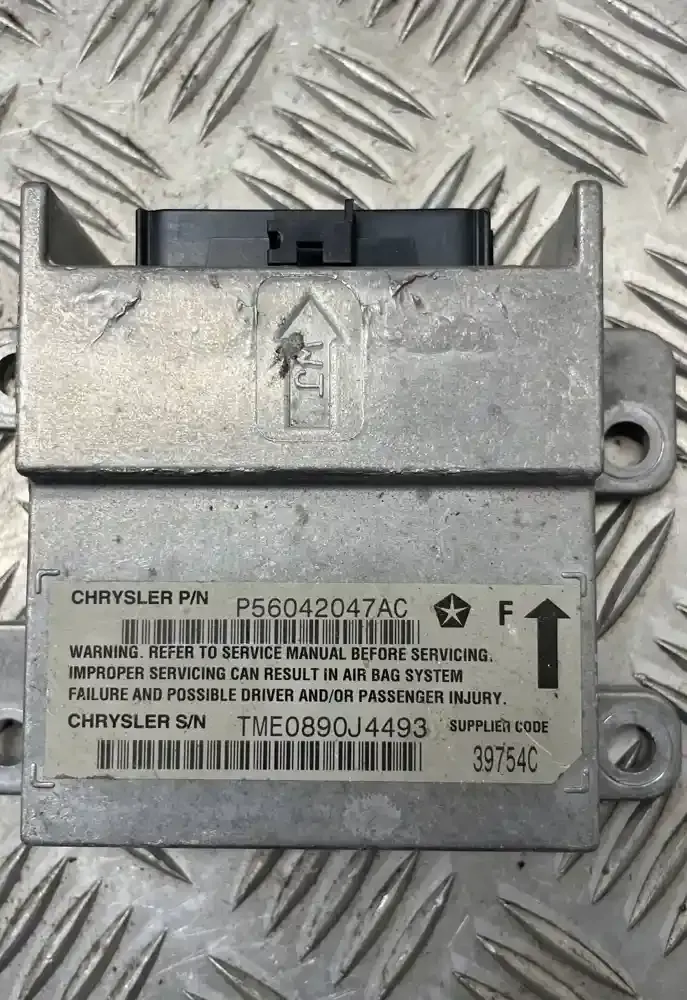 WJ
CHRYSLER P/N P56042047AC F
WARNING. REFER TO SERVICE MANUAL BEFORE SERVICING.
IMPROPER SERVICING CAN RESULT IN AIR BAG SYSTEM
FAILURE AND POSSIBLE DRIVER AND/OR PASSENGER INJURY.
CHRYSLER S/N TME0890J4493 SUPPLIER CODE
39754C